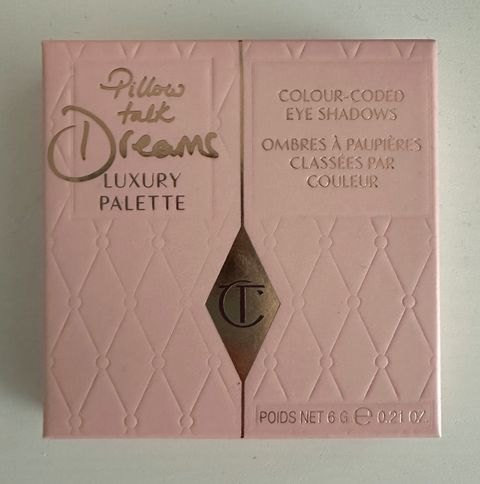 Pillow
talk
Dreams
LUXURY
PALETTE
COLOUR-CODED
EYE SHADOWS
OMBRES À PAUPIÈRES
CLASSÉES PAR
COULEUR
CT
POIDS NET 6 G ℮ 0.21 OZ.